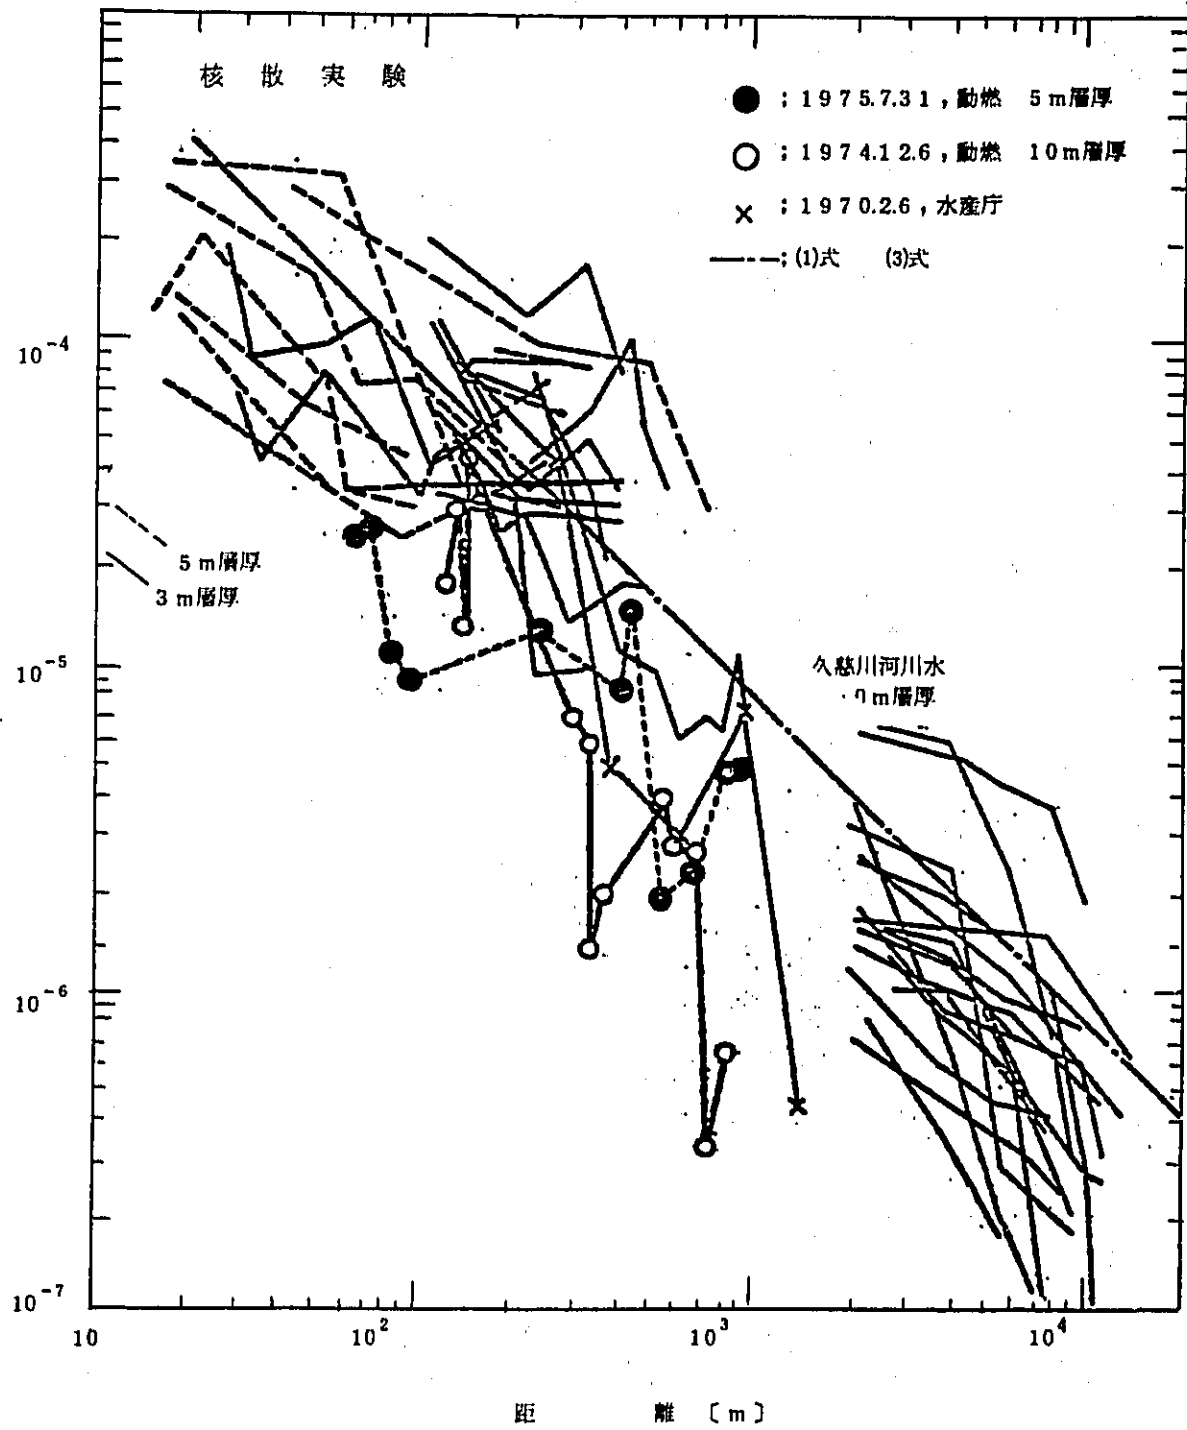 核散実験
● ; 1975.7.31 , 動燃 5m層厚
○ ; 1974.12.6 , 動燃 10m層厚
× ; 1970.2.6 , 水産庁
—·— ; (1)式 (3)式
10⁻⁴
5m層厚
3m層厚
10⁻⁵
久慈川河川水
0m層厚
10⁻⁶
10⁻⁷
10 10² 10³ 10⁴
距離〔m〕